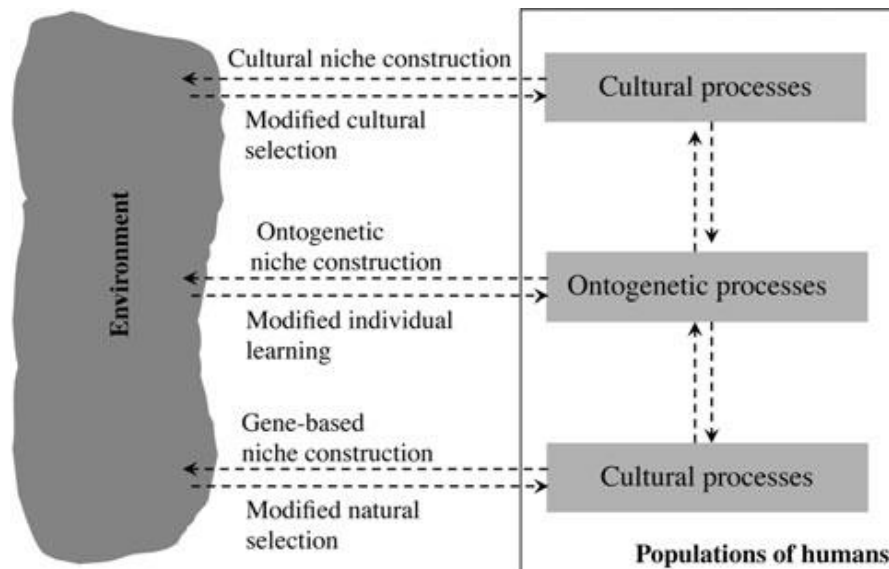 Cultural niche construction
Modified cultural
selection
Cultural processes
Environment
Ontogenetic
niche construction
Modified individual
learning
Ontogenetic processes
Gene-based
niche construction
Modified natural
selection
Cultural processes
Populations of humans